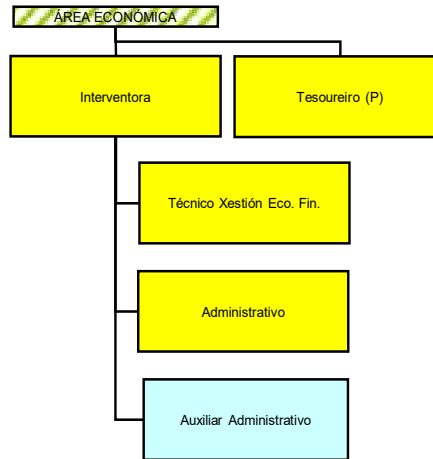 ÁREA ECONÓMICA
Interventora
Tesoureiro (P)
Técnico Xestión Eco. Fin.
Administrativo
Auxiliar Administrativo